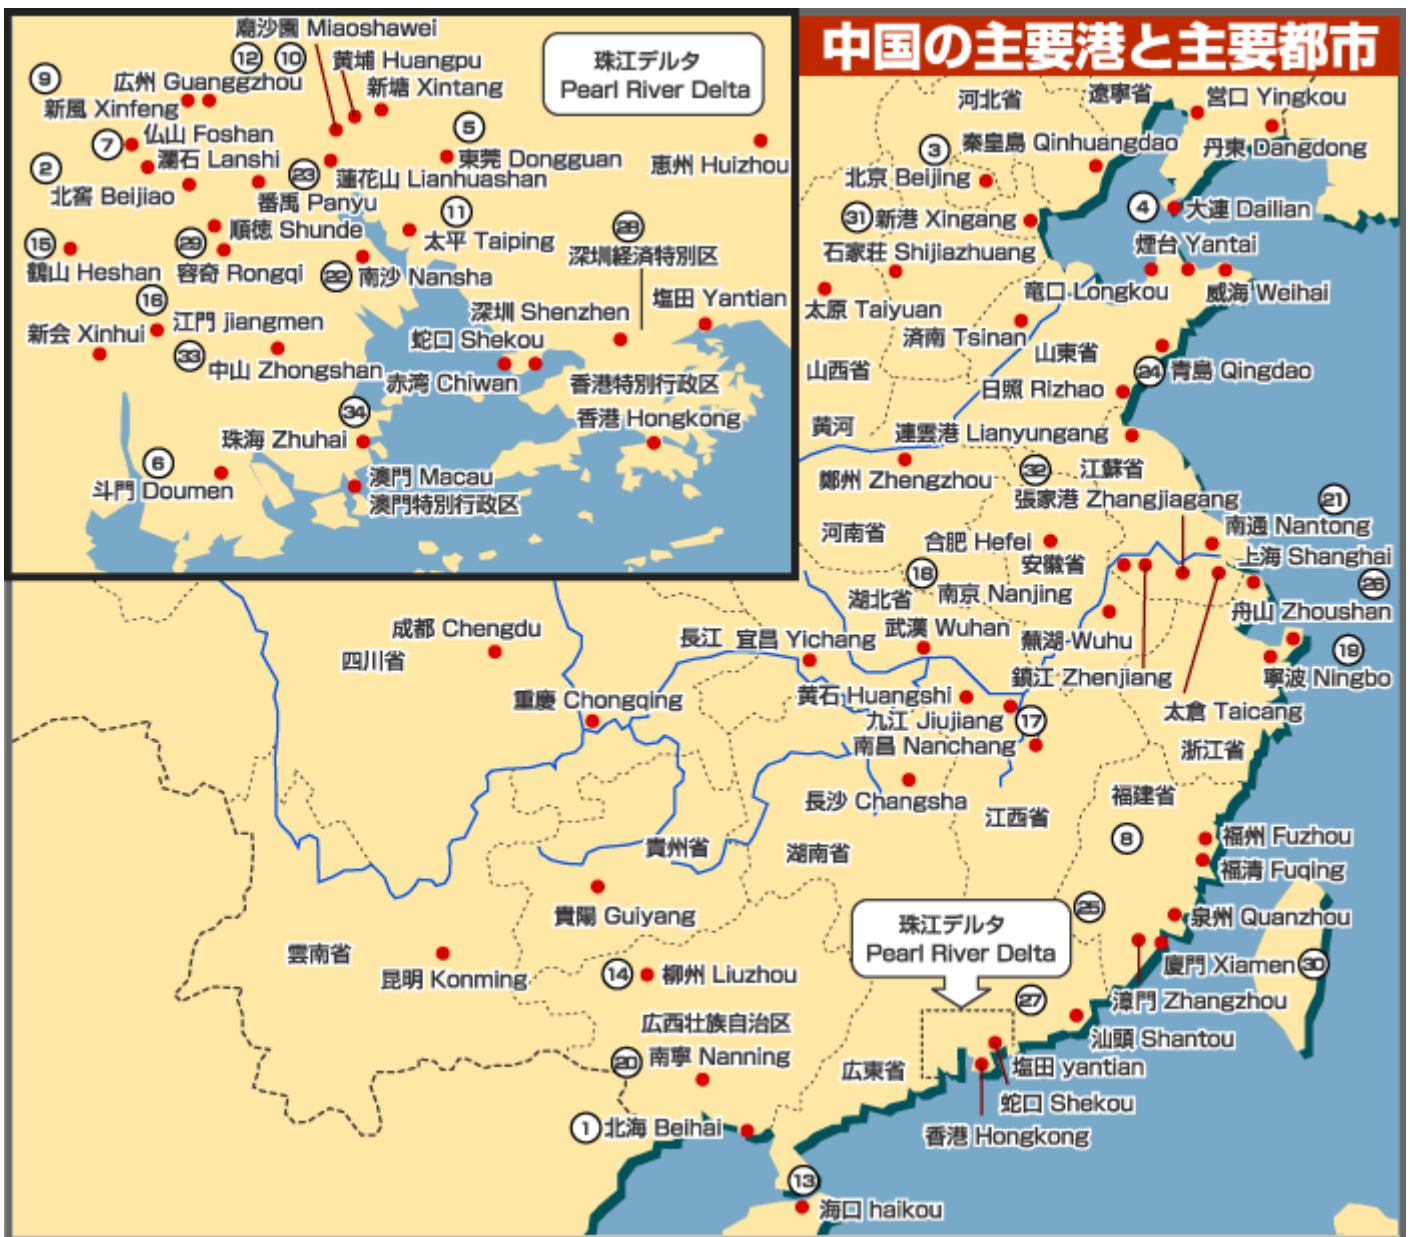 中国の主要港と主要都市
廟沙園 Miaoshawei
⑫ ⑩
黄埔 Huangpu
珠江デルタ
Pearl River Delta
⑨
広州 Guanggzhou
新塘 Xintang
新風 Xinfeng
⑤
⑦
仏山 Foshan
瀾石 Lanshi
東莞 Dongguan
恵州 Huizhou
②
㉓
蓮花山 Lianhuashan
北窖 Beijiao
番禺 Panyu
⑪
順徳 Shunde
太平 Taiping
㉘
深圳経済特別区
⑮
㉙
鶴山 Heshan
容奇 Rongqi
㉒
南沙 Nansha
⑯
塩田 Yantian
深圳 Shenzhen
江門 jiangmen
新会 Xinhui
蛇口 Shekou
㉝
中山 Zhongshan
赤湾 Chiwan
香港特別行政区
㉞
香港 Hongkong
珠海 Zhuhai
⑥
斗門 Doumen
澳門 Macau
澳門特別行政区
河北省
遼寧省
営口 Yingkou
③
秦皇島 Qinhuangdao
丹東 Dangdong
北京 Beijing
㉛
新港 Xingang
④
大連 Dailian
石家荘 Shijiazhuang
煙台 Yantai
竜口 Longkou
威海 Weihai
太原 Taiyuan
済南 Tsinan
山東省
山西省
㉔
青島 Qingdao
日照 Rizhao
黄河
連雲港 Lianyungang
鄭州 Zhengzhou
㉜
江蘇省
張家港 Zhangjiagang
㉑
河南省
南通 Nantong
合肥 Hefei
安徽省
上海 Shanghai
⑱
南京 Nanjing
㉖
湖北省
舟山 Zhoushan
成都 Chengdu
長江
宜昌 Yichang
武漢 Wuhan
蕪湖 Wuhu
⑲
四川省
鎮江 Zhenjiang
寧波 Ningbo
重慶 Chongqing
黄石 Huangshi
太倉 Taicang
九江 Jiujiang
⑰
南昌 Nanchang
浙江省
長沙 Changsha
福建省
江西省
⑧
福州 Fuzhou
貴州省
湖南省
福清 Fuqing
貴陽 Guiyang
珠江デルタ
Pearl River Delta
㉕
泉州 Quanzhou
雲南省
昆明 Konming
⑭
柳州 Liuzhou
廈門 Xiamen
㉚
㉗
漳門 Zhangzhou
広西壮族自治区
汕頭 Shantou
⑳
南寧 Nanning
広東省
塩田 yantian
蛇口 Shekou
①
北海 Beihai
香港 Hongkong
⑬
海口 haikou